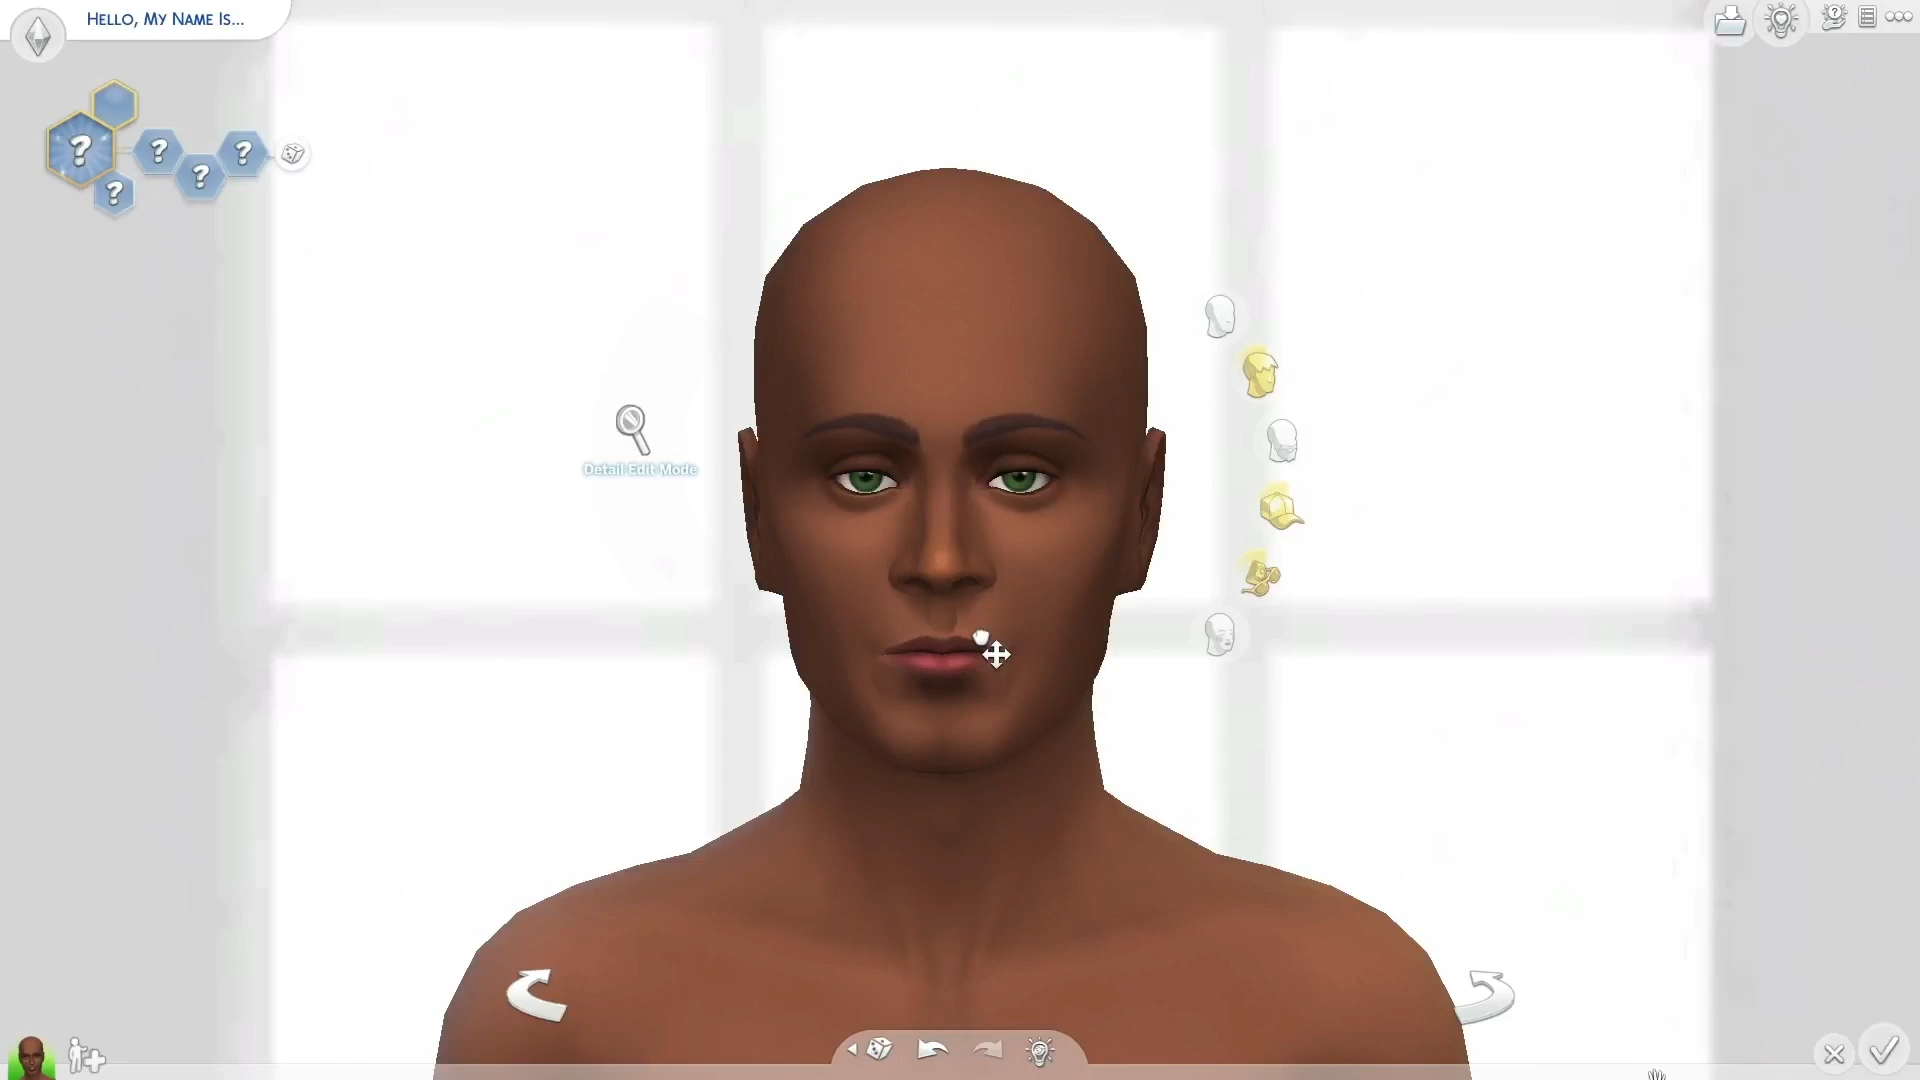 Hello, My Name Is...
? ? ? ?
?
Detail Edit Mode